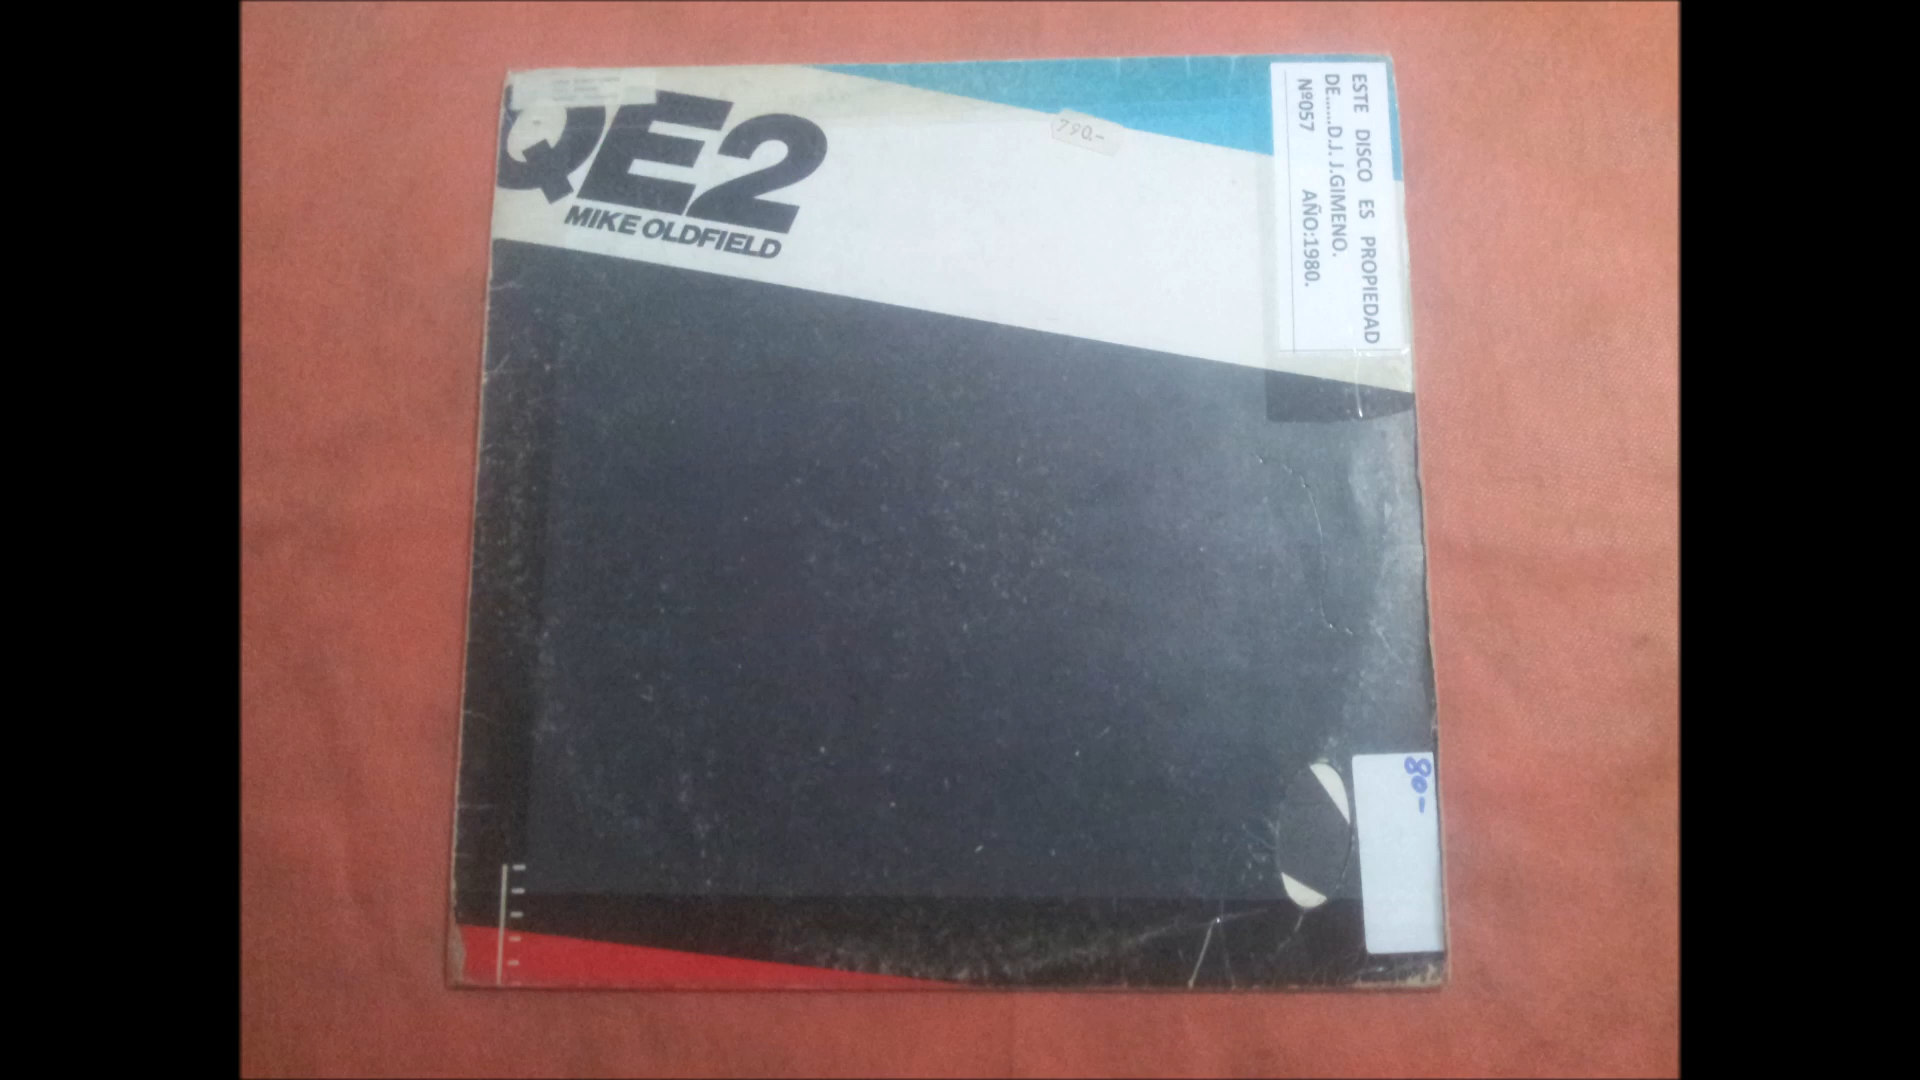 QE2
MIKE OLDFIELD
790.-
ESTE DISCO ES PROPIEDAD
DE......D.J. J.GIMENO.
Nº057 AÑO:1980.
80-